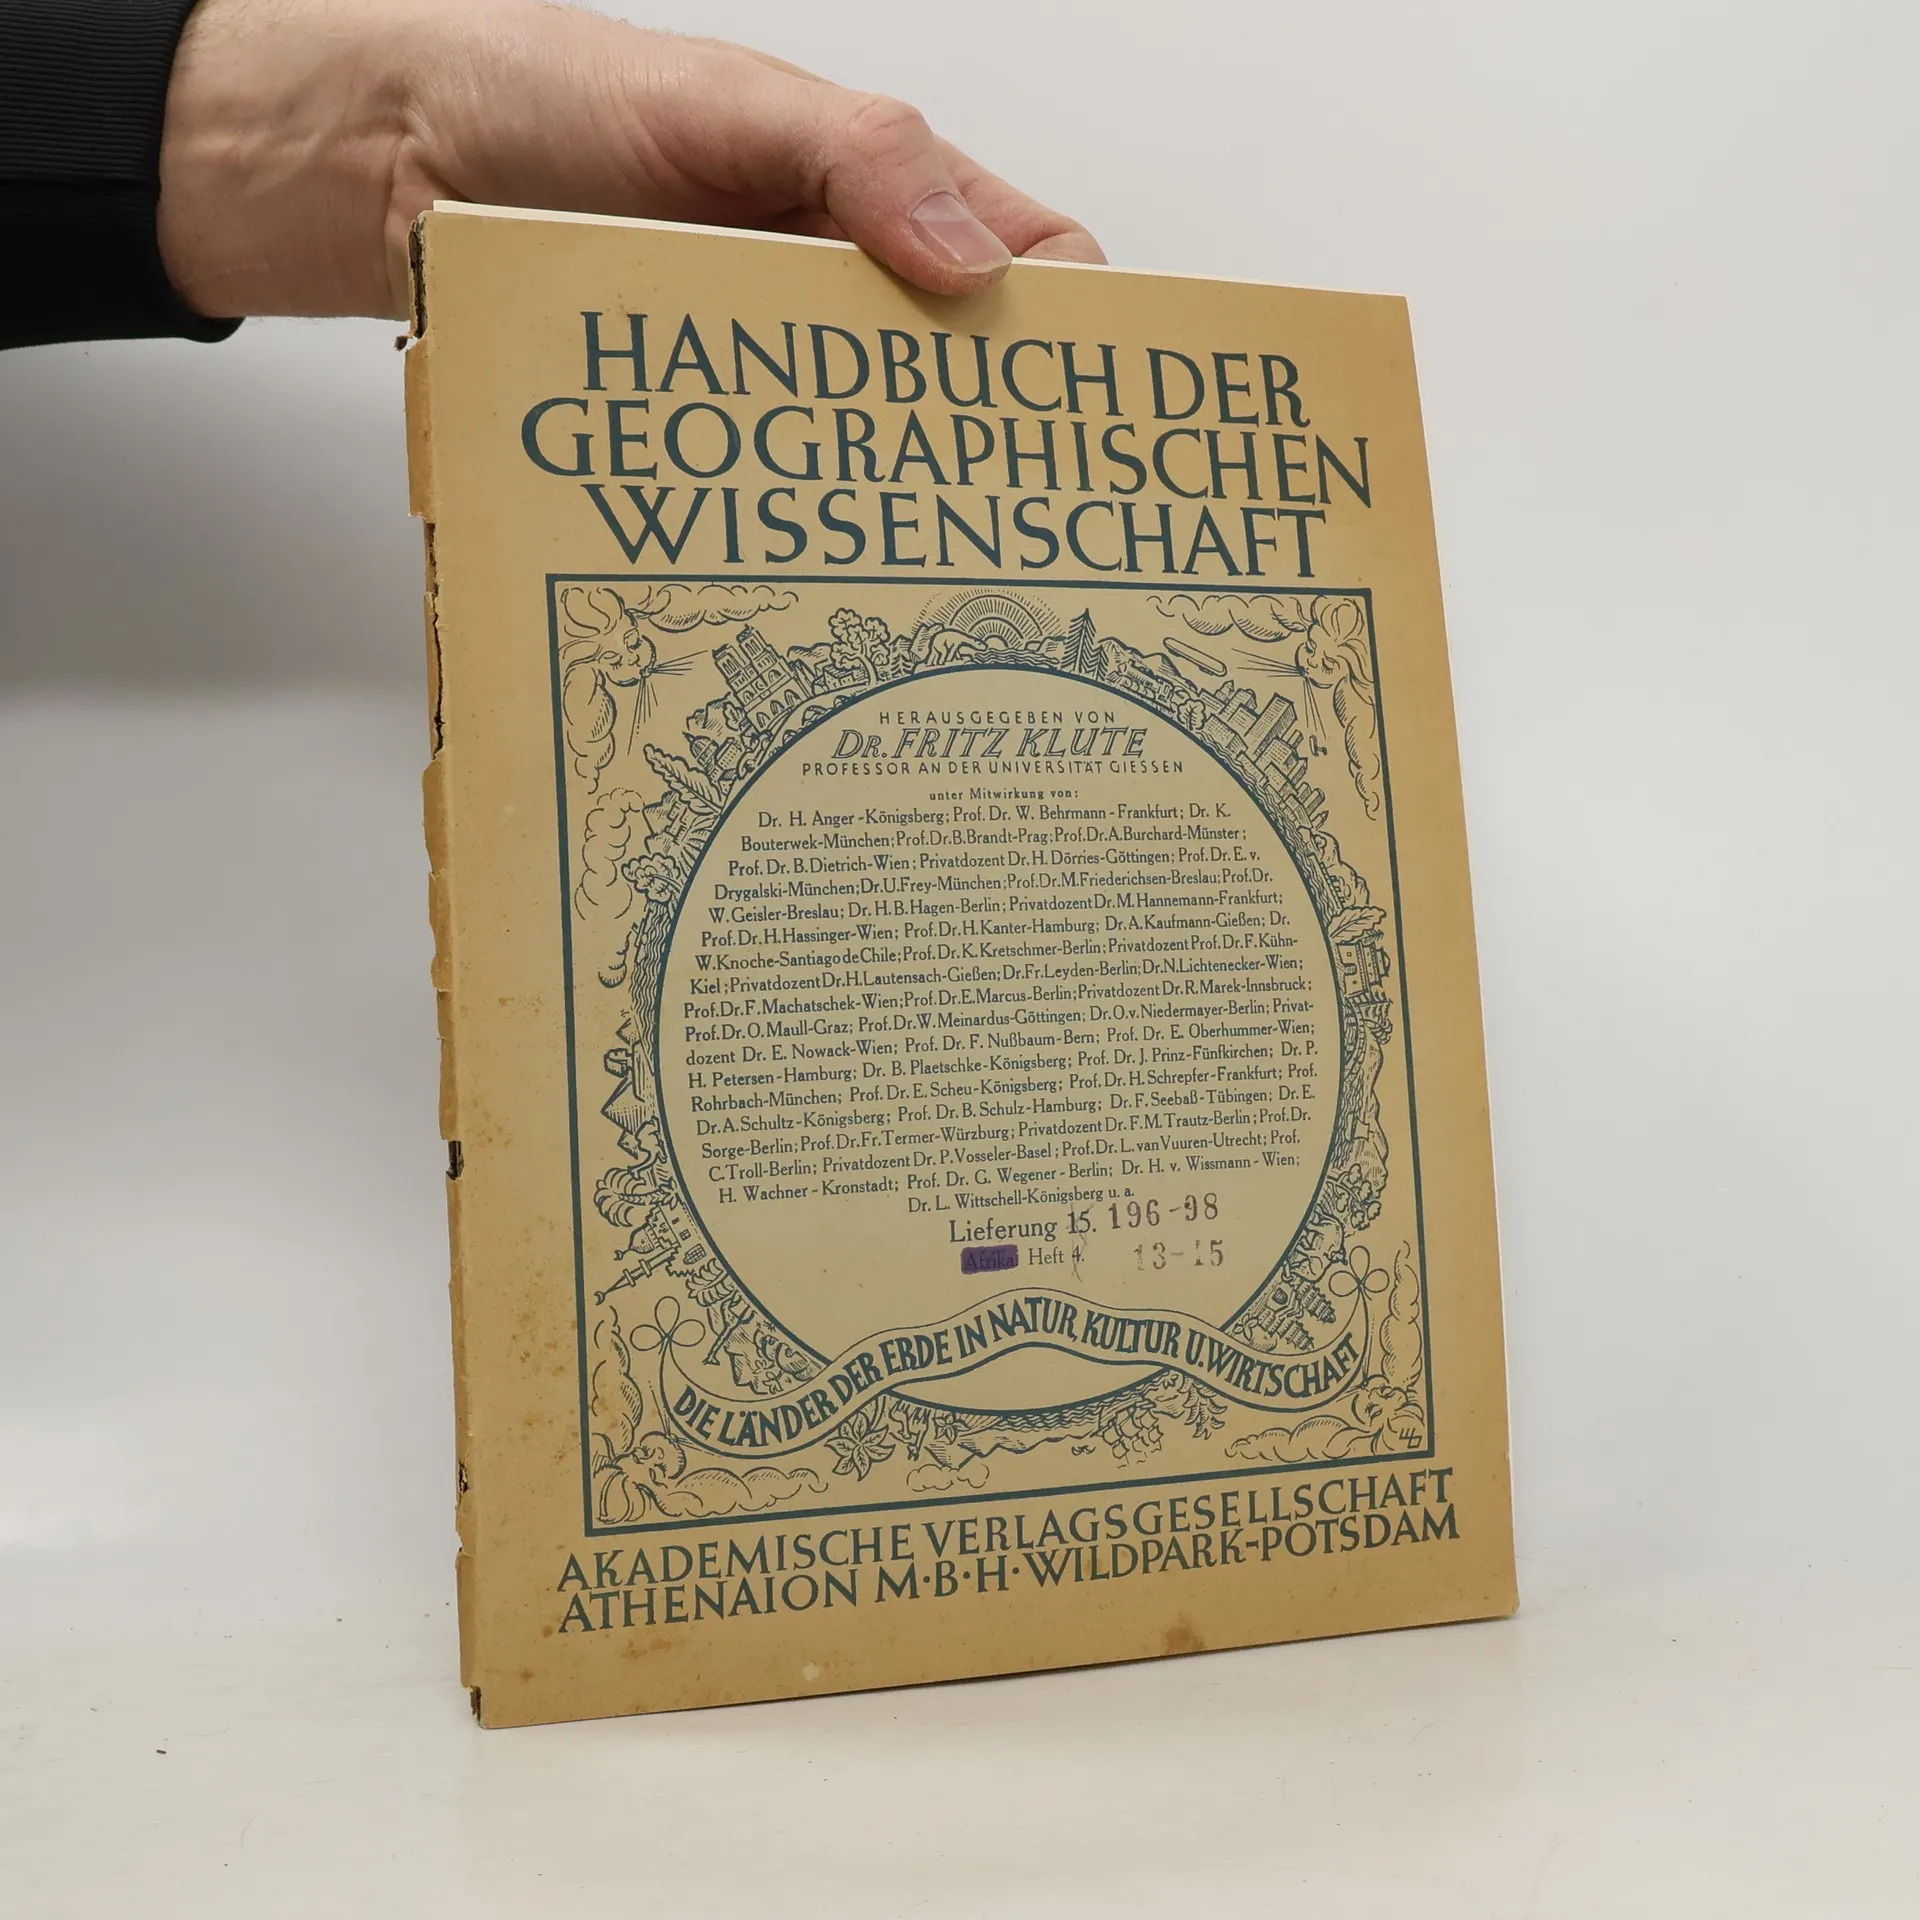 HANDBUCH DER
GEOGRAPHISCHEN
WISSENSCHAFT
HERAUSGEGEBEN VON
DR. FRITZ KLUTE
PROFESSOR AN DER UNIVERSITÄT GIESSEN
unter Mitwirkung von:
Dr. H. Anger-Königsberg; Prof. Dr. W. Behrmann-Frankfurt; Dr. K.
Bouterwek-München; Prof. Dr. B. Brandt-Prag; Prof. Dr. A. Burchard-Münster;
Prof. Dr. B. Dietrich-Wien; Privatdozent Dr. H. Dörries-Göttingen; Prof. Dr. E. v.
Drygalski-München; Dr. U. Frey-München; Prof. Dr. M. Friederichsen-Breslau; Prof. Dr.
W. Geisler-Breslau; Dr. H. B. Hagen-Berlin; Privatdozent Dr. M. Hannemann-Frankfurt;
Prof. Dr. H. Hassinger-Wien; Prof. Dr. H. Kanter-Hamburg; Dr. A. Kaufmann-Gießen; Dr.
W. Knoche-Santiago de Chile; Prof. Dr. K. Kretschmer-Berlin; Privatdozent Prof. Dr. F. Kühn-
Kiel; Privatdozent Dr. H. Lautensach-Gießen; Dr. Fr. Leyden-Berlin; Dr. N. Lichtenecker-Wien;
Prof. Dr. F. Machatschek-Wien; Prof. Dr. E. Marcus-Berlin; Privatdozent Dr. R. Marek-Innsbruck;
Prof. Dr. O. Maull-Graz; Prof. Dr. W. Meinardus-Göttingen; Dr. O. v. Niedermayer-Berlin; Privat-
dozent Dr. E. Nowack-Wien; Prof. Dr. F. Nußbaum-Bern; Prof. Dr. E. Oberhummer-Wien;
H. Petersen-Hamburg; Dr. B. Plaetschke-Königsberg; Prof. Dr. J. Prinz-Fünfkirchen; Dr. P.
Rohrbach-München; Prof. Dr. E. Scheu-Königsberg; Prof. Dr. H. Schrepfer-Frankfurt; Prof.
Dr. A. Schultz-Königsberg; Prof. Dr. B. Schulz-Hamburg; Dr. F. Seebaß-Tübingen; Dr. E.
Sorge-Berlin; Prof. Dr. Fr. Termer-Würzburg; Privatdozent Dr. F. M. Trautz-Berlin; Prof. Dr.
C. Troll-Berlin; Privatdozent Dr. P. Vosseler-Basel; Prof. Dr. L. van Vuuren-Utrecht; Prof.
H. Wachner-Kronstadt; Prof. Dr. G. Wegener-Berlin; Dr. H. v. Wissmann-Wien;
Dr. L. Wittschell-Königsberg u. a.
Lieferung 15. 196-98
Afrika Heft 4. 13-15
DIE LÄNDER DER ERDE IN NATUR, KULTUR U. WIRTSCHAFT
AKADEMISCHE VERLAGSGESELLSCHAFT
ATHENAION M·B·H·WILDPARK-POTSDAM